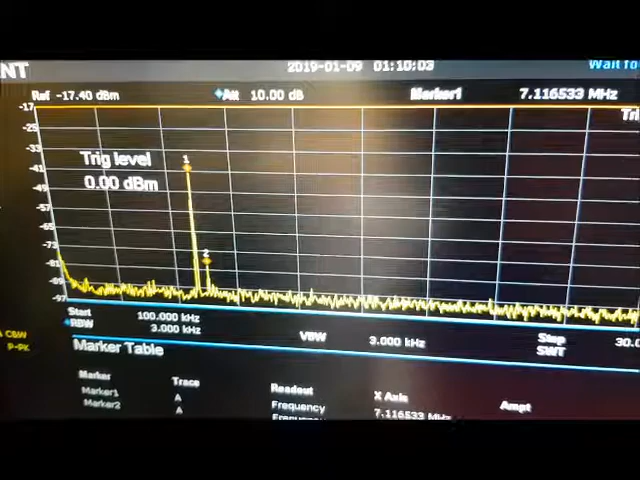 NT 2019-01-09 01:10:03 Wait fo
Ref -17.40 dBm Att 10.00 dB Marker1 7.116533 MHz
-17 Tri
-25
-33
-41
-49
-57
-65
-73
-81
-89
-97
Trig level 1
0.00 dBm
2
Start 100.000 kHz Step 30.0
RBW 3.000 kHz VBW 3.000 kHz SWT
C&W
P-PK
Marker Table
Marker Trace Readout X Axis Ampt
Marker1 A Frequency 7.116533 MHz
Marker2 A